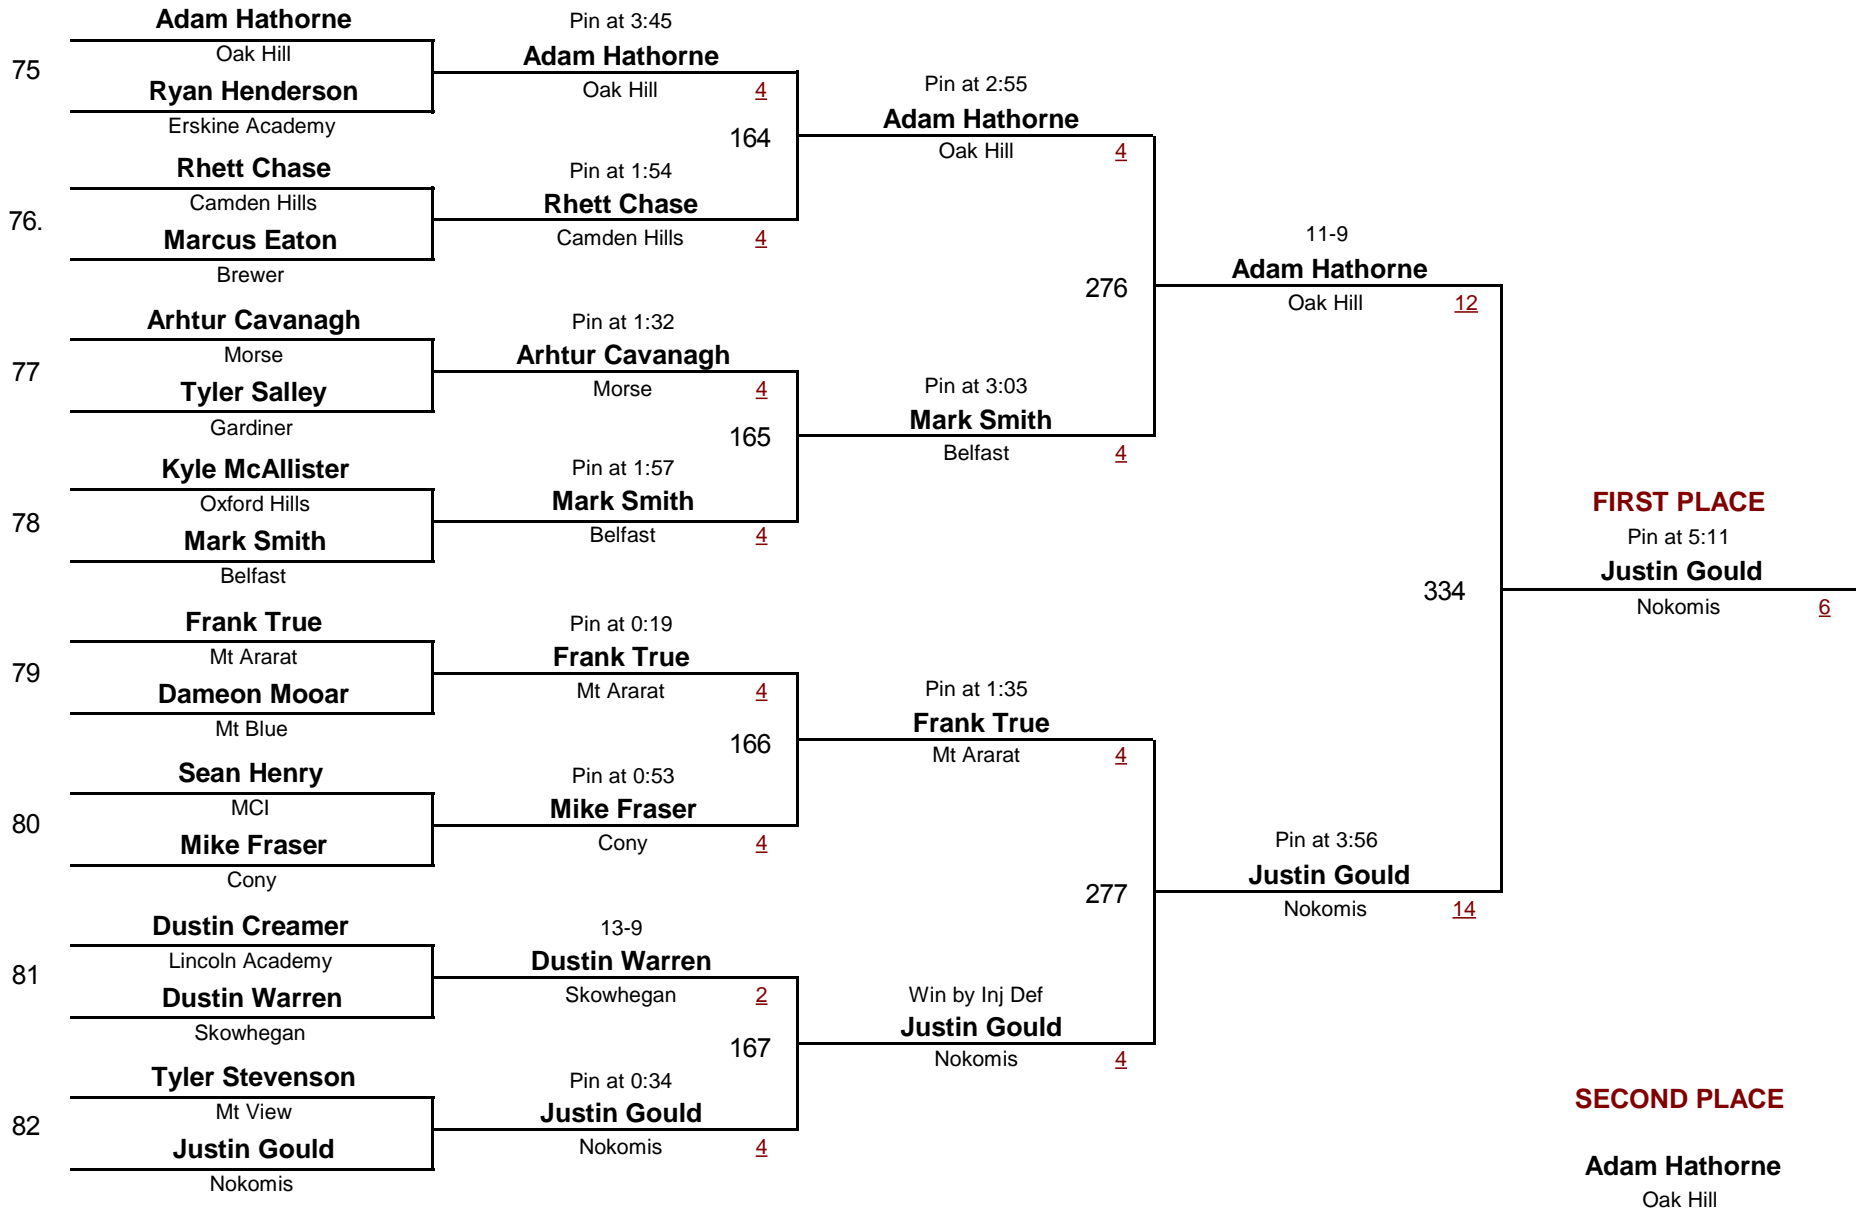 Adam Hathorne
Oak Hill
75
Ryan Henderson
Erskine Academy
Rhett Chase
Camden Hills
76.
Marcus Eaton
Brewer
Arhtur Cavanagh
Morse
77
Tyler Salley
Gardiner
Kyle McAllister
Oxford Hills
78
Mark Smith
Belfast
Frank True
Mt Ararat
79
Dameon Mooar
Mt Blue
Sean Henry
MCI
80
Mike Fraser
Cony
Dustin Creamer
Lincoln Academy
81
Dustin Warren
Skowhegan
Tyler Stevenson
Mt View
82
Justin Gould
Nokomis
Pin at 3:45
Adam Hathorne
Oak Hill 4
164
Pin at 1:54
Rhett Chase
Camden Hills 4
Pin at 1:32
Arhtur Cavanagh
Morse 4
165
Pin at 1:57
Mark Smith
Belfast 4
Pin at 0:19
Frank True
Mt Ararat 4
166
Pin at 0:53
Mike Fraser
Cony 4
13-9
Dustin Warren
Skowhegan 2
167
Pin at 0:34
Justin Gould
Nokomis 4
Pin at 2:55
Adam Hathorne
Oak Hill 4
276
Pin at 3:03
Mark Smith
Belfast 4
Pin at 1:35
Frank True
Mt Ararat 4
277
Win by Inj Def
Justin Gould
Nokomis 4
11-9
Adam Hathorne
Oak Hill 12
334
Pin at 3:56
Justin Gould
Nokomis 14
FIRST PLACE
Pin at 5:11
Justin Gould
Nokomis 6
SECOND PLACE
Adam Hathorne
Oak Hill